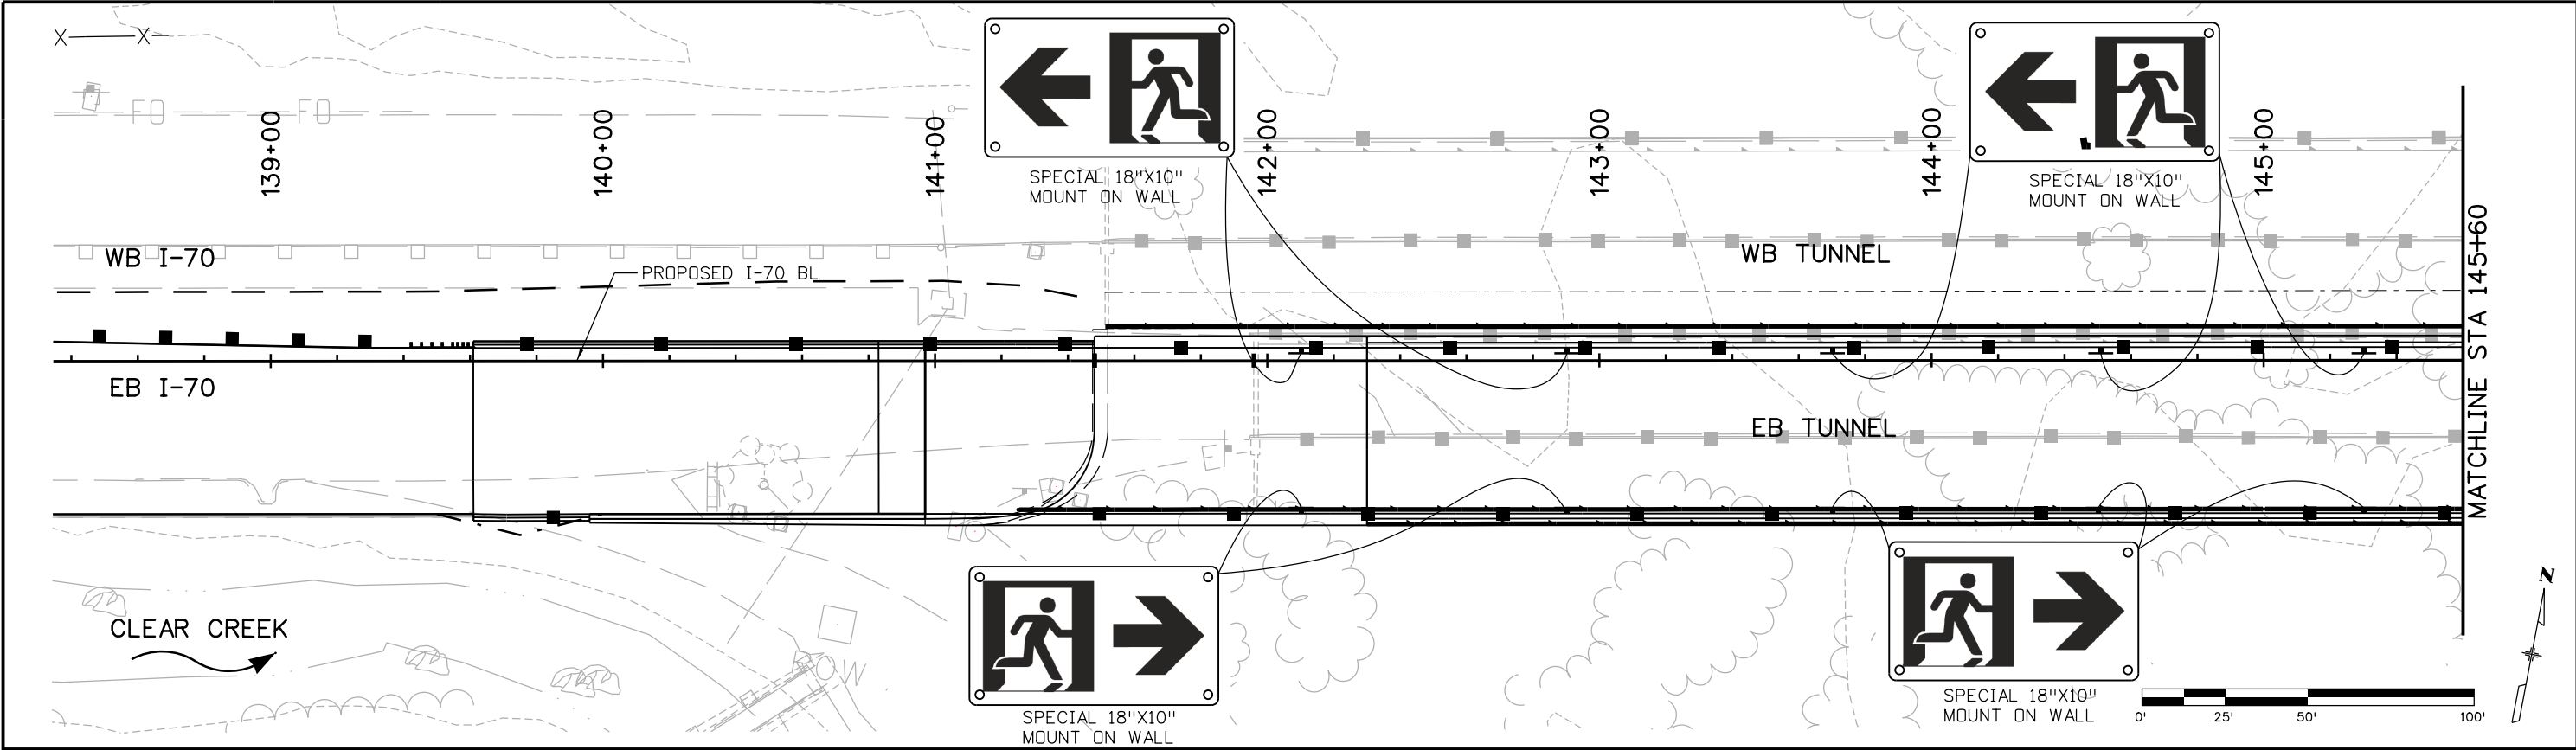 X X
FO FO
139+00
140+00
141+00
142+00
143+00
144+00
145+00
SPECIAL 18"X10"
MOUNT ON WALL
SPECIAL 18"X10"
MOUNT ON WALL
WB I-70
PROPOSED I-70 BL
WB TUNNEL
EB I-70
EB TUNNEL
MATCHLINE STA 145+60
CLEAR CREEK
OW
SPECIAL 18"X10"
MOUNT ON WALL
SPECIAL 18"X10"
MOUNT ON WALL
N
0' 25' 50' 100'